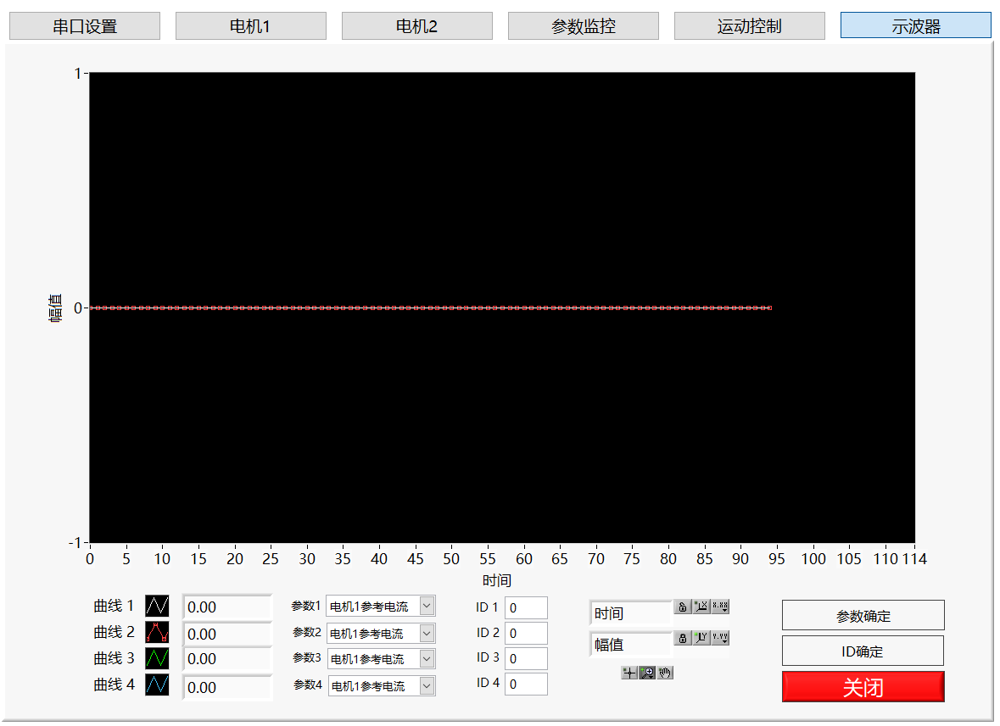 串口设置 电机1 电机2 参数监控 运动控制 示波器
1
幅值
0
-1
0 5 10 15 20 25 30 35 40 45 50 55 60 65 70 75 80 85 90 95 100 105 110 114
时间
曲线 1 0.00 参数1 电机1参考电流 ID 1 0 时间 X.XX 参数确定
曲线 2 0.00 参数2 电机1参考电流 ID 2 0 幅值 Y.YY ID确定
曲线 3 0.00 参数3 电机1参考电流 ID 3 0
曲线 4 0.00 参数4 电机1参考电流 ID 4 0 关闭